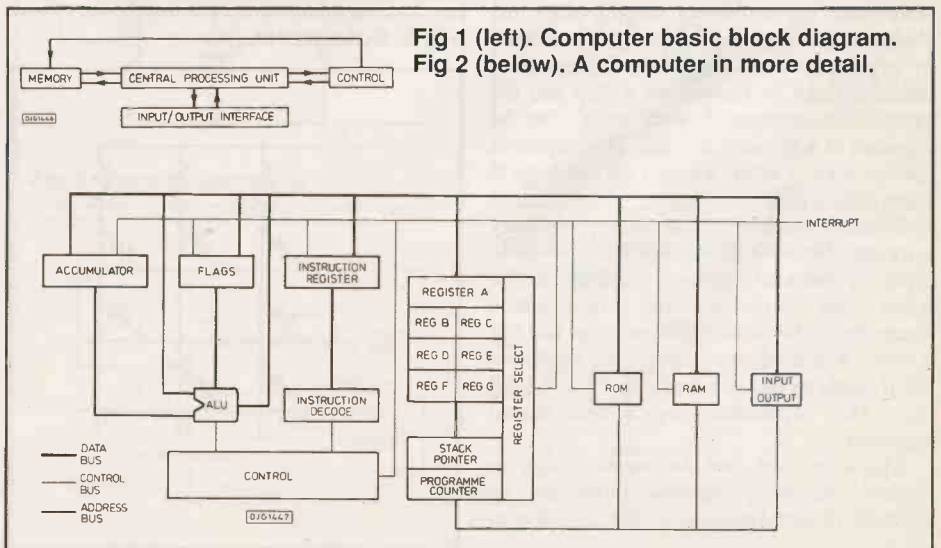 Fig 1 (left). Computer basic block diagram.
Fig 2 (below). A computer in more detail.
MEMORY
CENTRAL PROCESSING UNIT
CONTROL
INPUT/OUTPUT INTERFACE
DJG1446
INTERRUPT
ACCUMULATOR
FLAGS
INSTRUCTION
REGISTER
REGISTER A
REG B
REG C
REG D
REG E
REG F
REG G
REGISTER SELECT
ROM
RAM
INPUT
OUTPUT
ALU
INSTRUCTION
DECODE
STACK
POINTER
PROGRAMME
COUNTER
CONTROL
DATA
BUS
CONTROL
BUS
ADDRESS
BUS
DJG1447